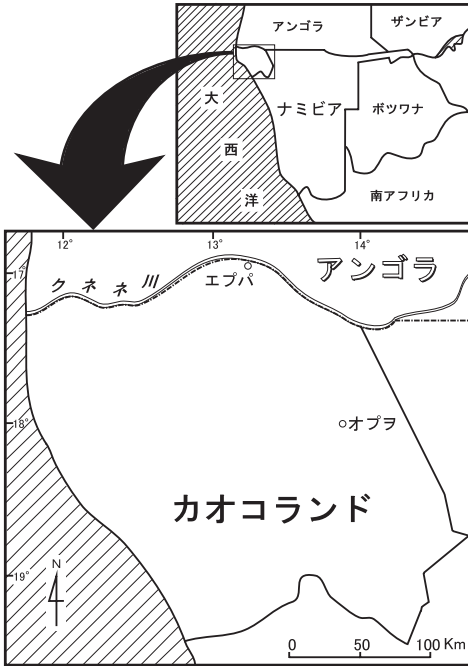 アンゴラ
ザンビア
ナミビア
ボツワナ
大西洋
南アフリカ
12°
13°
14°
17°
クネネ川
エプパ
アンゴラ
18°
オプヲ
カオコランド
19°
N
0 50 100 Km